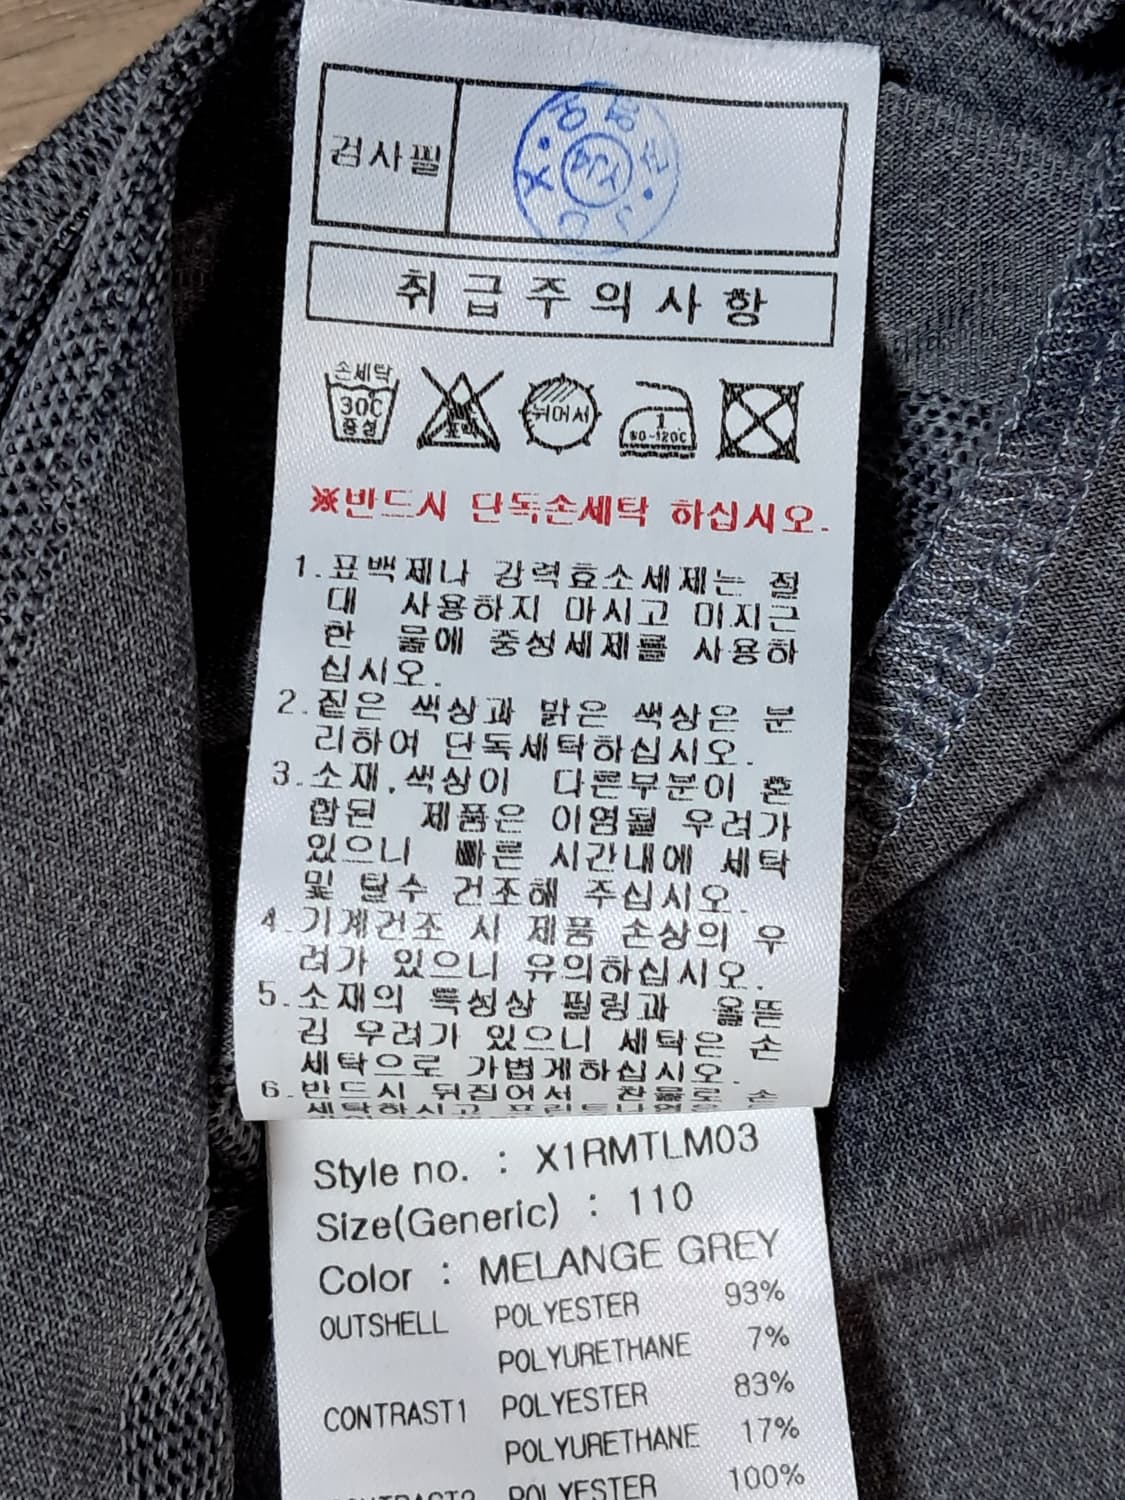 검사필
취급주의사항
손세탁
30℃
중성
표백
뉘어서
1
80~120℃
※반드시 단독손세탁 하십시오.
1.표백제나 강력효소세제는 절
대 사용하지 마시고 미지근
한 물에 중성세제를 사용하
십시오.
2.짙은 색상과 밝은 색상은 분
리하여 단독세탁하십시오.
3.소재,색상이 다른부분이 혼
합된 제품은 이염될 우려가
있으니 빠른 시간내에 세탁
및 탈수 건조해 주십시오.
4.기계건조 시 제품 손상의 우
려가 있으니 유의하십시오.
5.소재의 특성상 필링과 올뜯
김 우려가 있으니 세탁은 손
세탁으로 가볍게하십시오.
6.반드시 뒤집어서 찬물로 손
세탁하시고
Style no. : X1RMTLM03
Size(Generic) : 110
Color : MELANGE GREY
OUTSHELL POLYESTER 93%
POLYURETHANE 7%
CONTRAST1 POLYESTER 83%
POLYURETHANE 17%
CONTRAST2 POLYESTER 100%